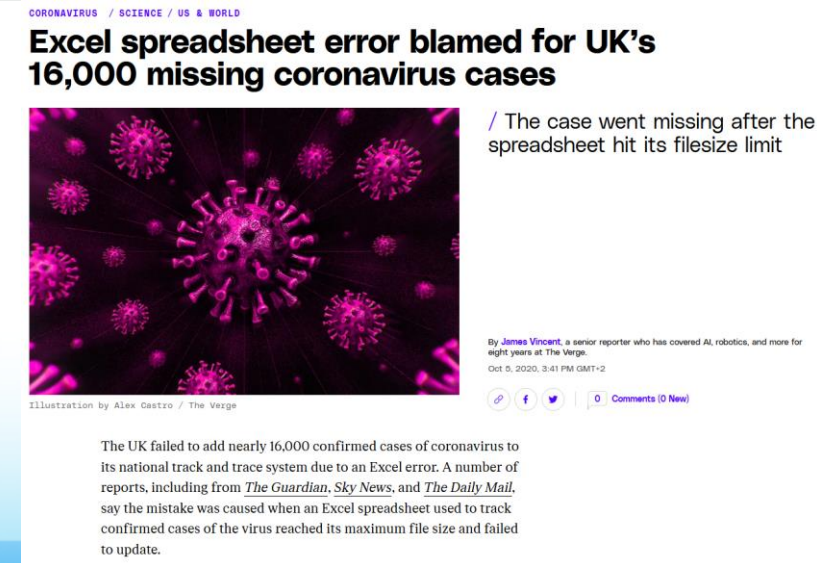 CORONAVIRUS / SCIENCE / US & WORLD
Excel spreadsheet error blamed for UK's
16,000 missing coronavirus cases
/ The case went missing after the
spreadsheet hit its filesize limit
By James Vincent, a senior reporter who has covered AI, robotics, and more for
eight years at The Verge.
Oct 5, 2020, 3:41 PM GMT+2
0 Comments (0 New)
Illustration by Alex Castro / The Verge
The UK failed to add nearly 16,000 confirmed cases of coronavirus to
its national track and trace system due to an Excel error. A number of
reports, including from The Guardian, Sky News, and The Daily Mail,
say the mistake was caused when an Excel spreadsheet used to track
confirmed cases of the virus reached its maximum file size and failed
to update.